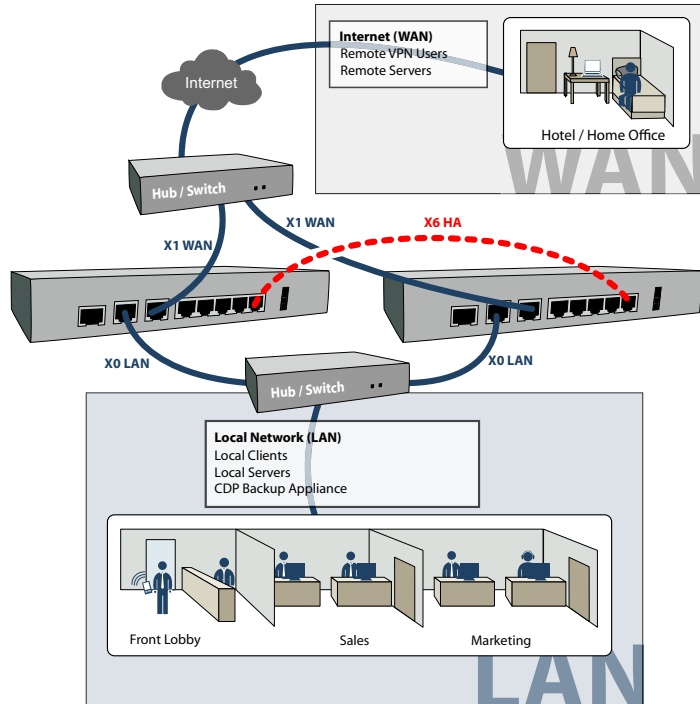 Internet (WAN)
Remote VPN Users
Remote Servers
Internet
Hotel / Home Office
WAN
Hub / Switch
X1 WAN
X6 HA
X1 WAN
X0 LAN
X0 LAN
Hub / Switch
Local Network (LAN)
Local Clients
Local Servers
CDP Backup Appliance
Front Lobby
Sales
Marketing
LAN